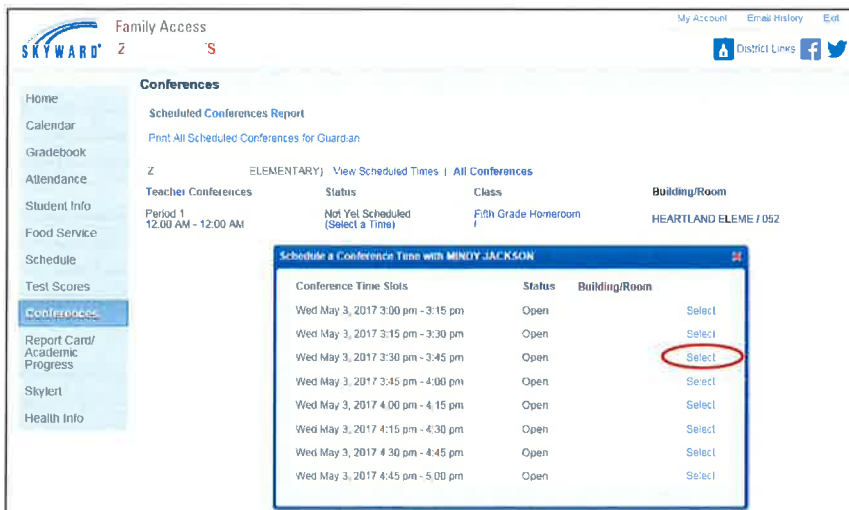 My Account Email History Exit
Family Access
SKYWARD
Z S
District Links
Conferences
Home
Calendar
Gradebook
Attendance
Student Info
Food Service
Schedule
Test Scores
Conferences
Report Card/
Academic
Progress
Skylert
Health Info
Scheduled Conferences Report
Print All Scheduled Conferences for Guardian
Z ELEMENTARY) View Scheduled Times | All Conferences
Teacher Conferences Status Class Building/Room
Period 1 Not Yet Scheduled Fifth Grade Homeroom HEARTLAND ELEME / 052
12:00 AM - 12:00 AM (Select a Time) /
Schedule a Conference Time with MINDY JACKSON
Conference Time Slots Status Building/Room
Wed May 3, 2017 3:00 pm - 3:15 pm Open Select
Wed May 3, 2017 3:15 pm - 3:30 pm Open Select
Wed May 3, 2017 3:30 pm - 3:45 pm Open Select
Wed May 3, 2017 3:45 pm - 4:00 pm Open Select
Wed May 3, 2017 4:00 pm - 4:15 pm Open Select
Wed May 3, 2017 4:15 pm - 4:30 pm Open Select
Wed May 3, 2017 4:30 pm - 4:45 pm Open Select
Wed May 3, 2017 4:45 pm - 5:00 pm Open Select